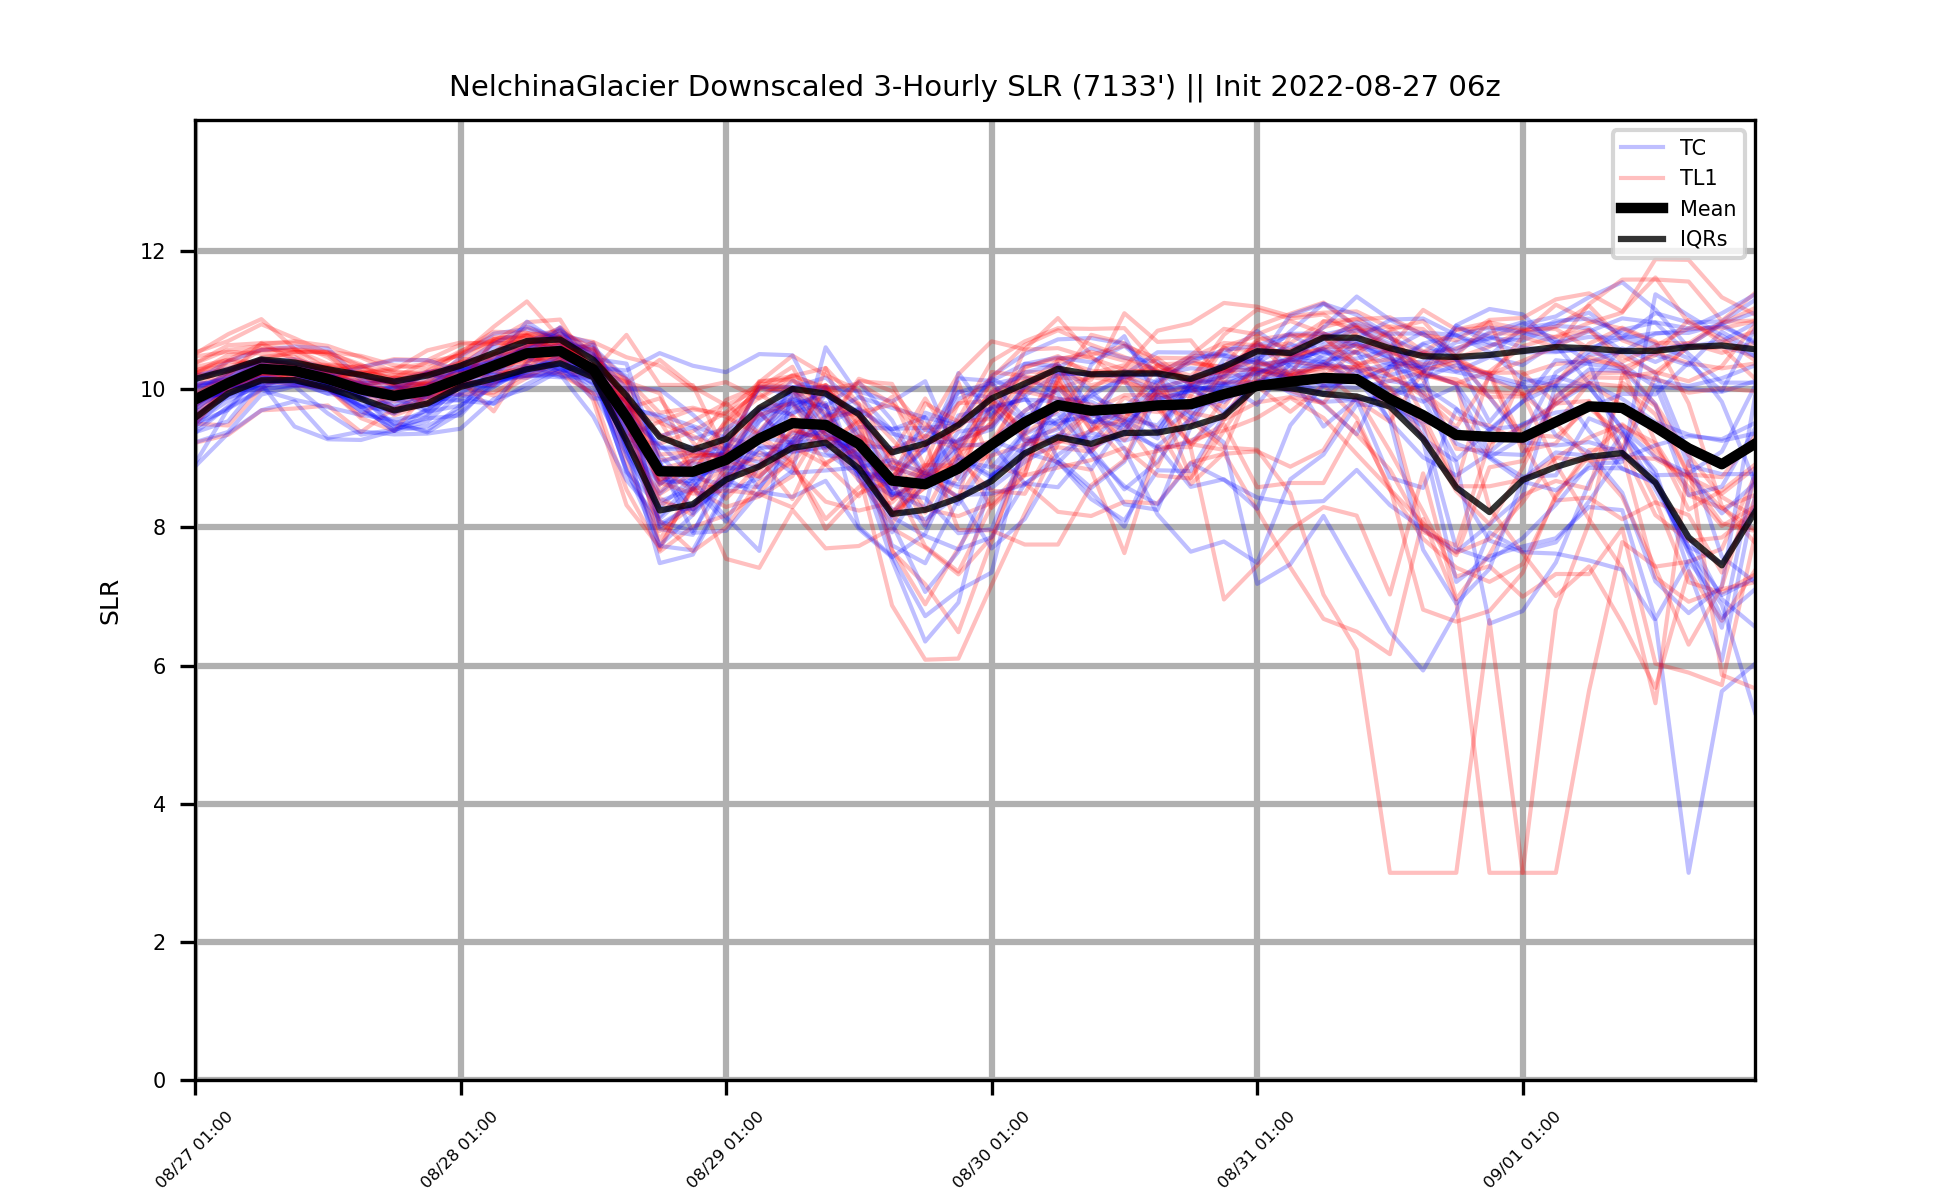 NelchinaGlacier Downscaled 3-Hourly SLR (7133') || Init 2022-08-27 06z
TC
TL1
Mean
IQRs
12
10
8
6
4
2
0
SLR
08/27 01:00
08/28 01:00
08/29 01:00
08/30 01:00
08/31 01:00
09/01 01:00